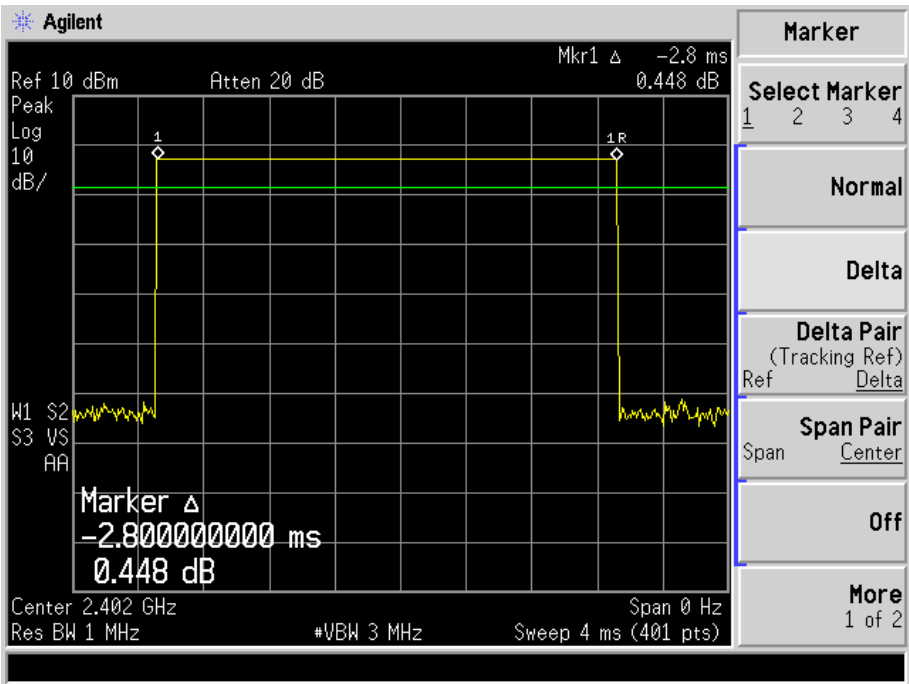 Agilent
Mkr1 Δ -2.8 ms
Ref 10 dBm Atten 20 dB 0.448 dB
Peak
Log
10
dB/
1
1R
W1 S2
S3 VS
AA
Marker Δ
-2.800000000 ms
0.448 dB
Center 2.402 GHz Span 0 Hz
Res BW 1 MHz #VBW 3 MHz Sweep 4 ms (401 pts)
Marker
Select Marker
1 2 3 4
Normal
Delta
Delta Pair
(Tracking Ref)
Ref Delta
Span Pair
Span Center
Off
More
1 of 2